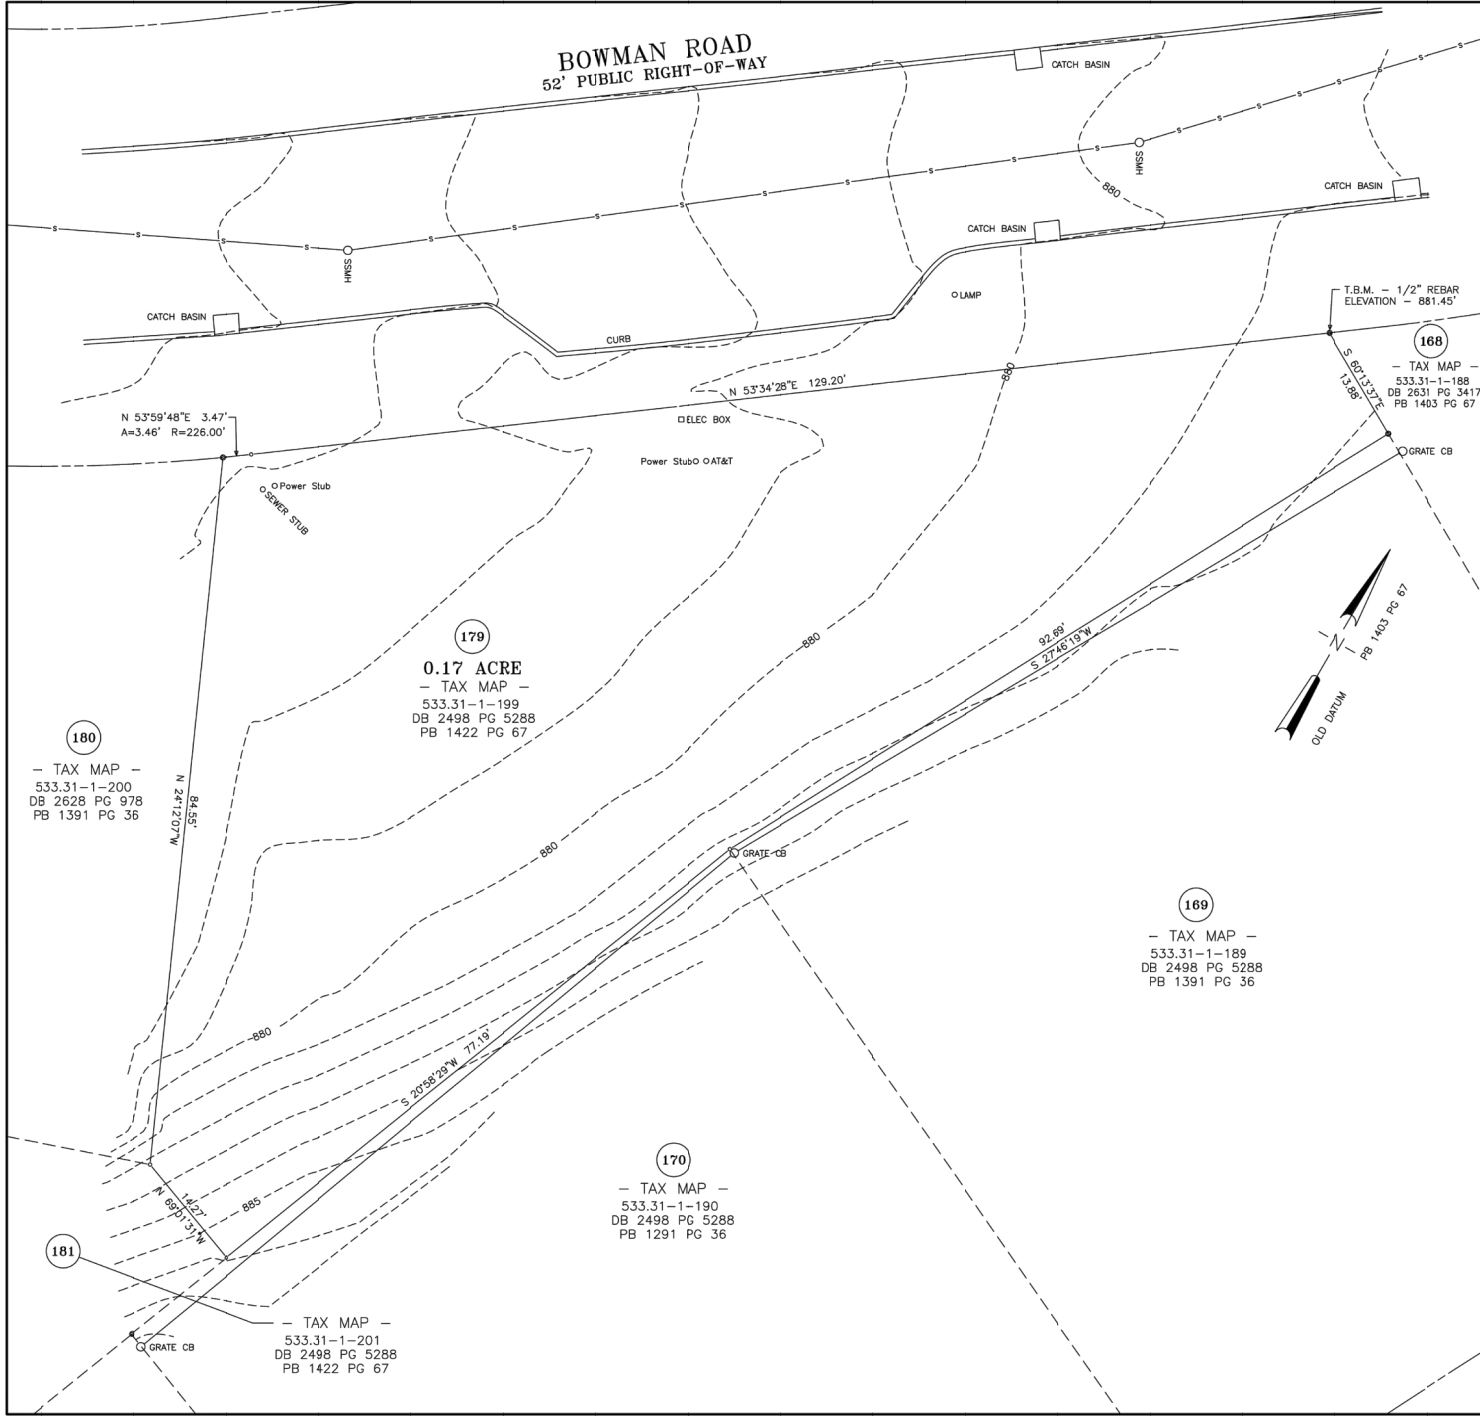 BOWMAN ROAD
52' PUBLIC RIGHT-OF-WAY
CATCH BASIN
S S S S S S S
SSMH
880
CATCH BASIN
CATCH BASIN
S S S S S S S S S S S S
SSMH
LAMP
T.B.M. - 1/2" REBAR
ELEVATION - 881.45'
CATCH BASIN
CURB
168
- TAX MAP -
533.31-1-188
DB 2631 PG 3417
PB 1403 PG 67
S 60°13'37"E
13.88'
880
N 53°34'28"E 129.20'
N 53°59'48"E 3.47'
A=3.46' R=226.00'
ELEC BOX
Power Stub
AT&T
GRATE CB
Power Stub
SEWER STUB
N
PB 1403 PG 67
OLD DATUM
179
0.17 ACRE
- TAX MAP -
533.31-1-199
DB 2498 PG 5288
PB 1422 PG 67
880
92.69'
S 27°46'19"W
180
- TAX MAP -
533.31-1-200
DB 2628 PG 978
PB 1391 PG 36
84.55'
N 24°12'07"W
880
GRATE CB
169
- TAX MAP -
533.31-1-189
DB 2498 PG 5288
PB 1391 PG 36
880
S 20°58'29"W 77.19'
170
- TAX MAP -
533.31-1-190
DB 2498 PG 5288
PB 1291 PG 36
885
14.27'
N 69°01'31"W
181
- TAX MAP -
533.31-1-201
DB 2498 PG 5288
PB 1422 PG 67
GRATE CB